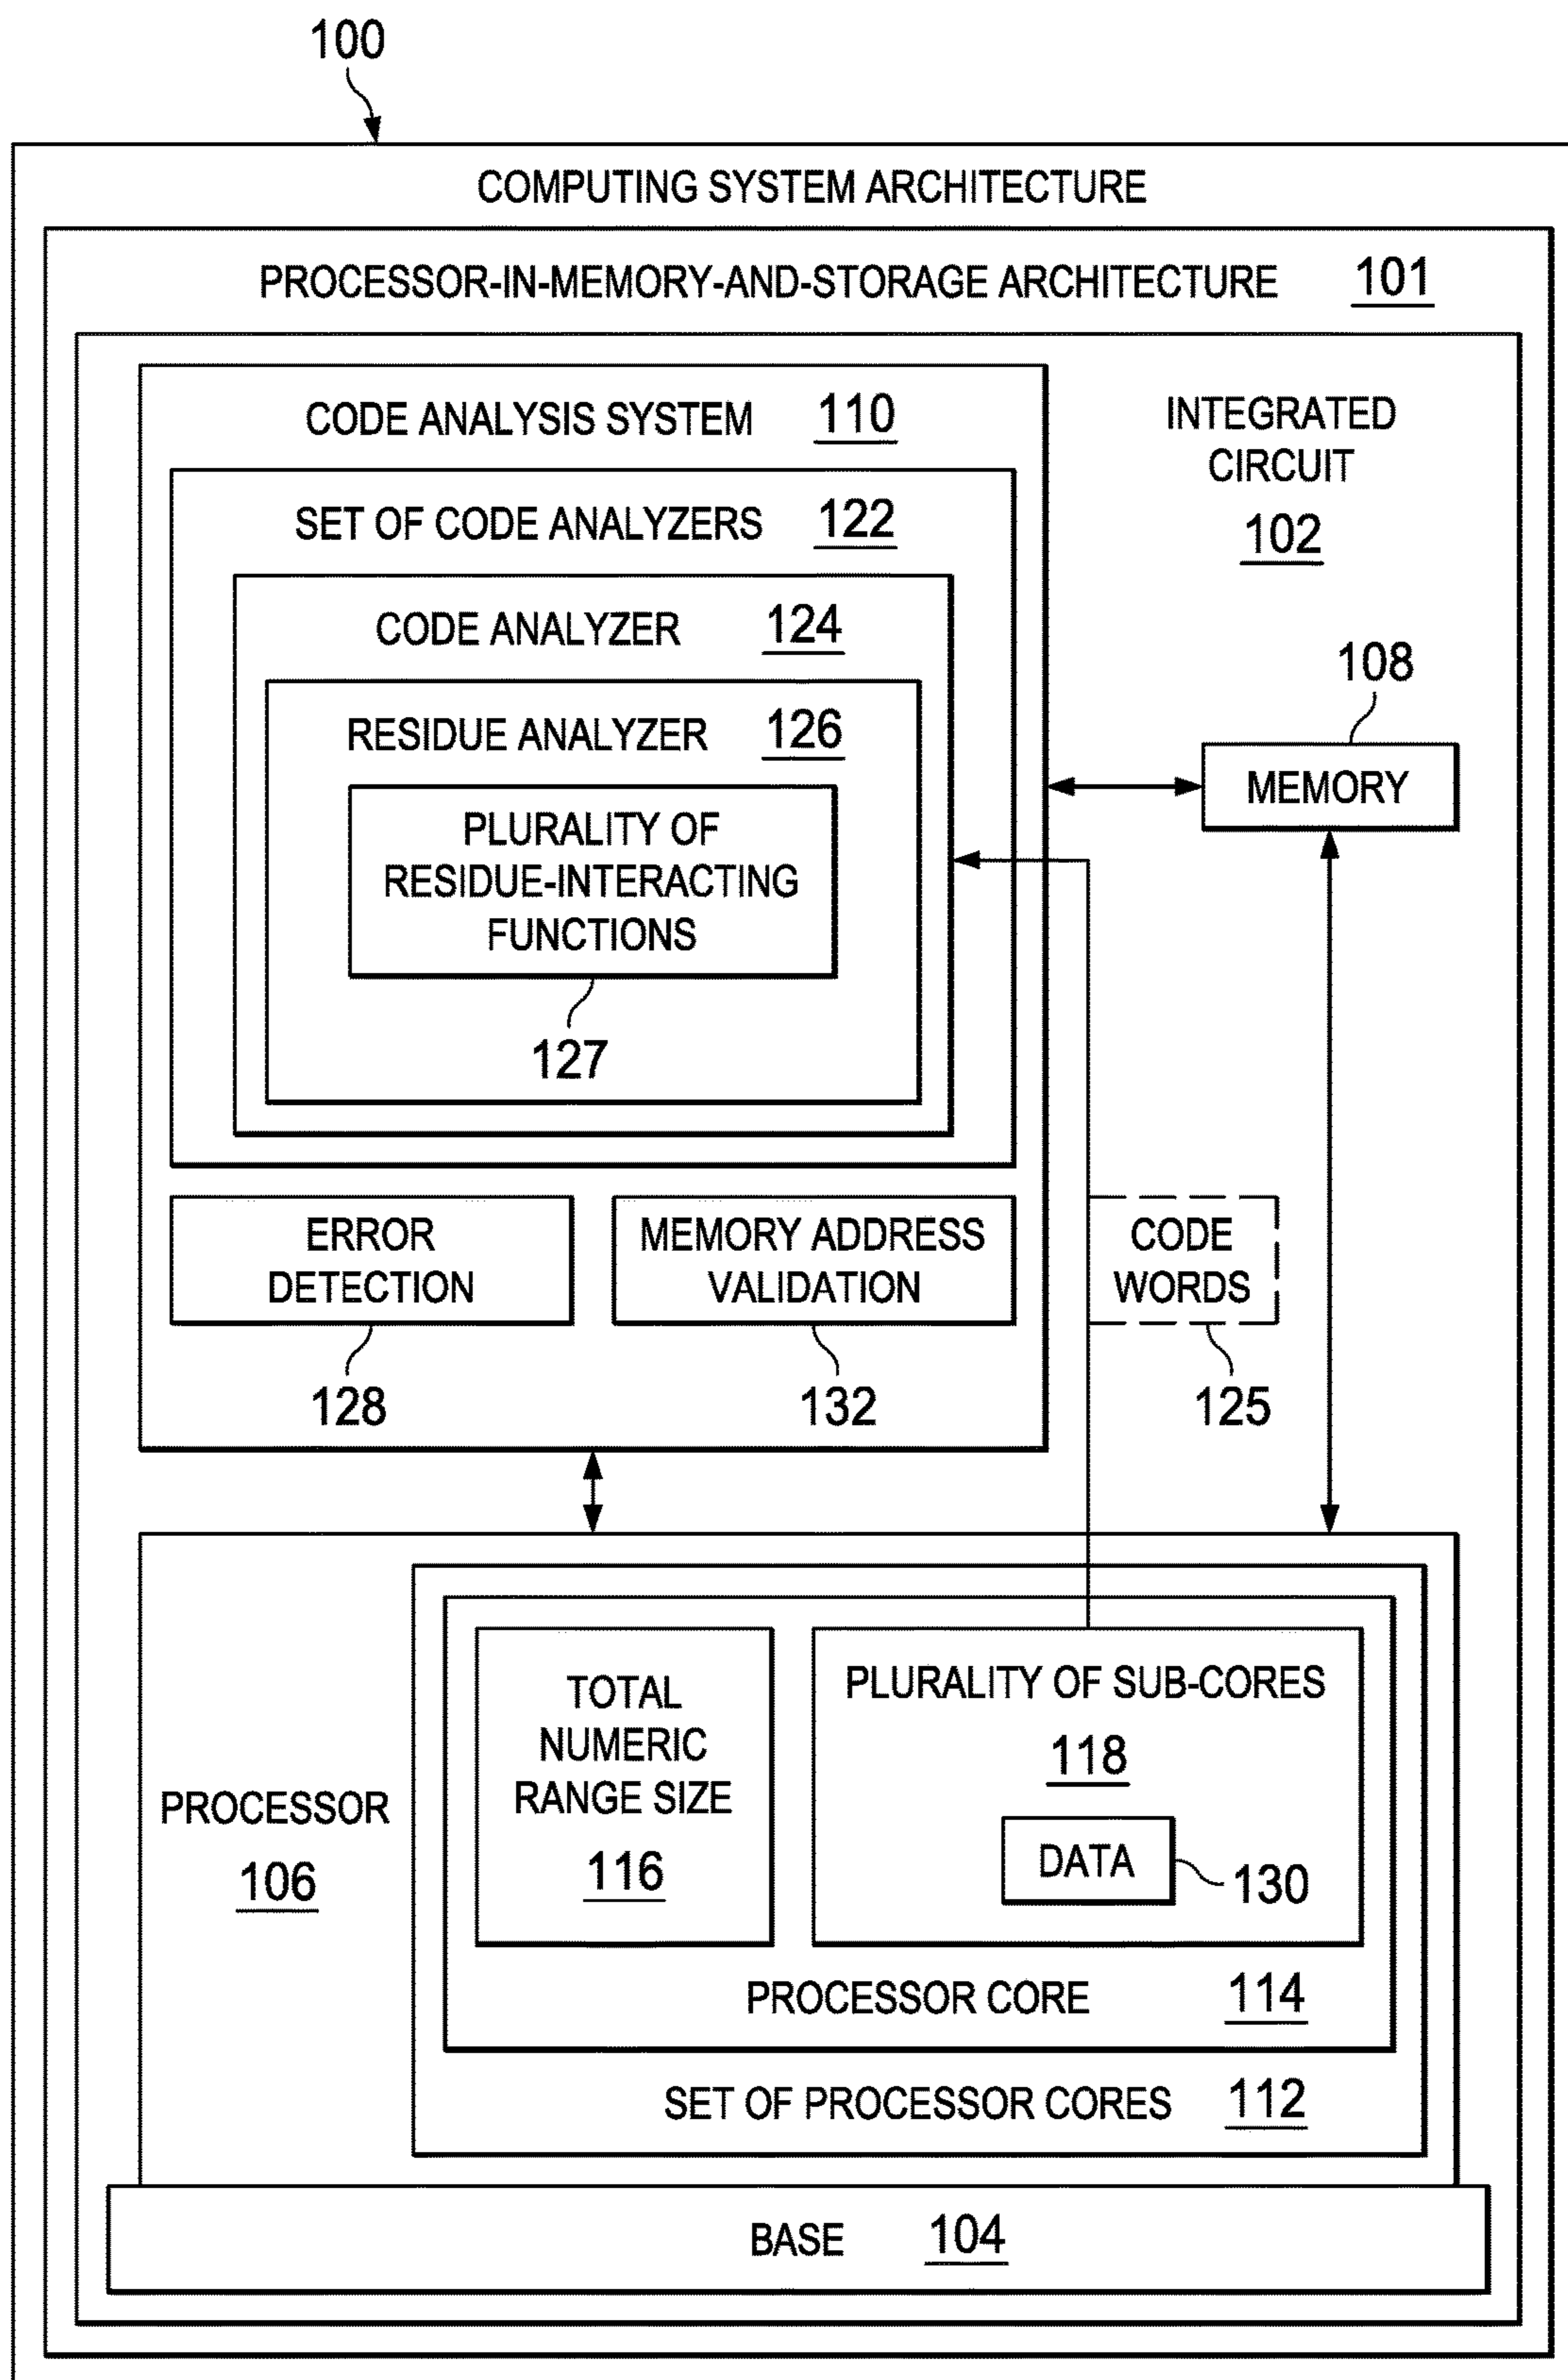 100
COMPUTING SYSTEM ARCHITECTURE
PROCESSOR-IN-MEMORY-AND-STORAGE ARCHITECTURE 101
CODE ANALYSIS SYSTEM 110
INTEGRATED
CIRCUIT
102
SET OF CODE ANALYZERS 122
CODE ANALYZER 124
RESIDUE ANALYZER 126
PLURALITY OF
RESIDUE-INTERACTING
FUNCTIONS
127
108
MEMORY
ERROR
DETECTION
128
MEMORY ADDRESS
VALIDATION
132
CODE
WORDS
125
PROCESSOR
106
TOTAL
NUMERIC
RANGE SIZE
116
PLURALITY OF SUB-CORES
118
DATA
130
PROCESSOR CORE 114
SET OF PROCESSOR CORES 112
BASE 104